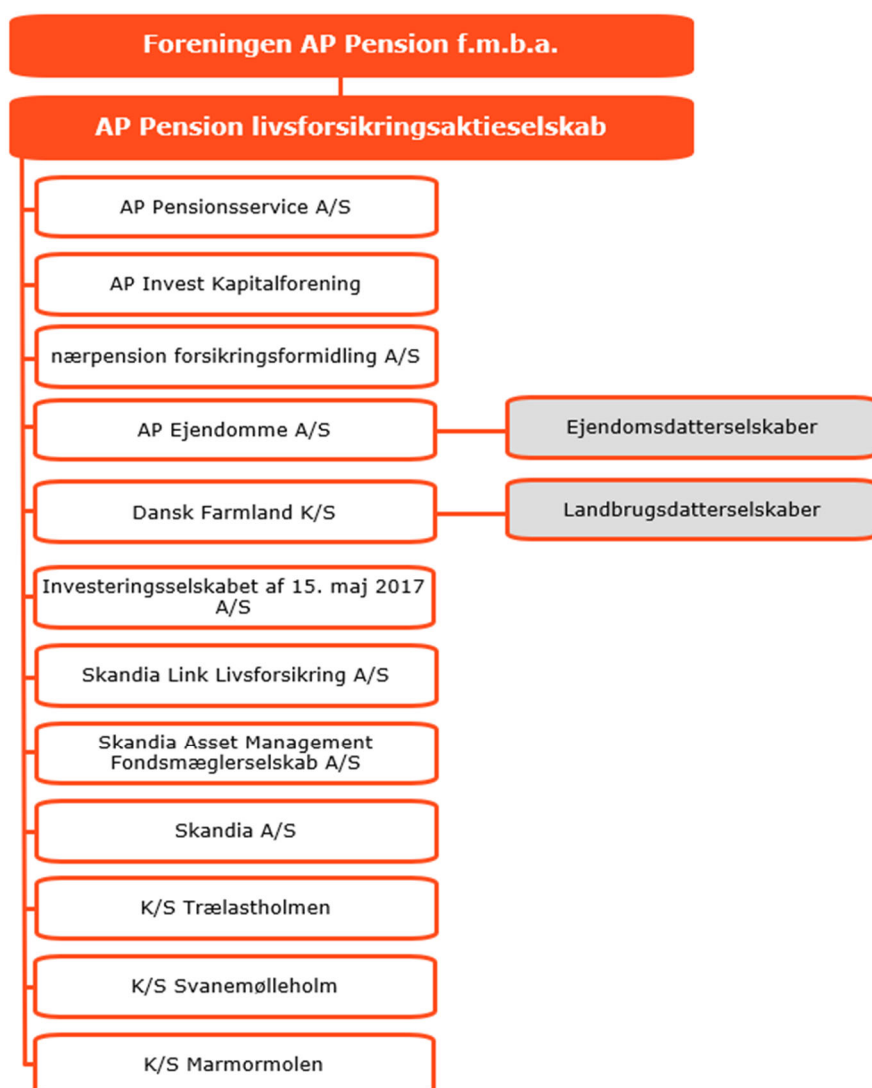 Foreningen AP Pension f.m.b.a.
AP Pension livsforsikringsaktieselskab
AP Pensionsservice A/S
AP Invest Kapitalforening
nærpension forsikringsformidling A/S
AP Ejendomme A/S
Ejendomsdatterselskaber
Dansk Farmland K/S
Landbrugsdatterselskaber
Investeringsselskabet af 15. maj 2017
A/S
Skandia Link Livsforsikring A/S
Skandia Asset Management
Fondsmæglerselskab A/S
Skandia A/S
K/S Trælastholmen
K/S Svanemølleholm
K/S Marmormolen